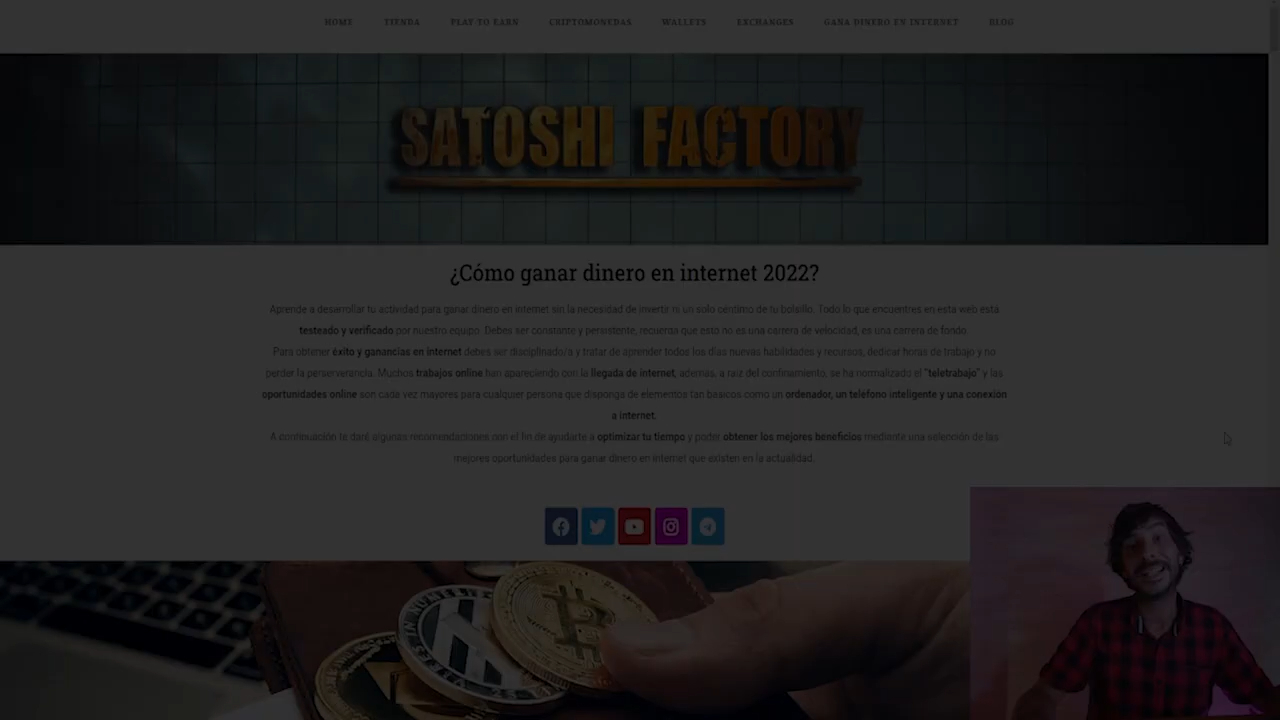 HOME TIENDA PLAY TO EARN CRIPTOMONEDAS WALLETS EXCHANGES GANA DINERO EN INTERNET BLOG
SATOSHI FACTORY
¿Cómo ganar dinero en internet 2022?
Aprende a desarrollar tu actividad para ganar dinero en internet sin la necesidad de invertir ni un solo céntimo de tu bolsillo. Todo lo que encuentres en esta web está
testeado y verificado por nuestro equipo. Debes ser constante y persistente, recuerda que esto no es una carrera de velocidad, es una carrera de fondo.
Para obtener éxito y ganancias en internet debes ser disciplinado/a y tratar de aprender todos los días nuevas habilidades y recursos, dedicar horas de trabajo y no
perder la perserverancia. Muchos trabajos online han apareciendo con la llegada de internet, además, a raíz del confinamiento, se ha normalizado el "teletrabajo" y las
oportunidades online son cada vez mayores para cualquier persona que disponga de elementos tan básicos como un ordenador, un teléfono inteligente y una conexión
a internet.
A continuación te daré algunas recomendaciones con el fin de ayudarte a optimizar tu tiempo y poder obtener los mejores beneficios mediante una selección de las
mejores oportunidades para ganar dinero en internet que existen en la actualidad.